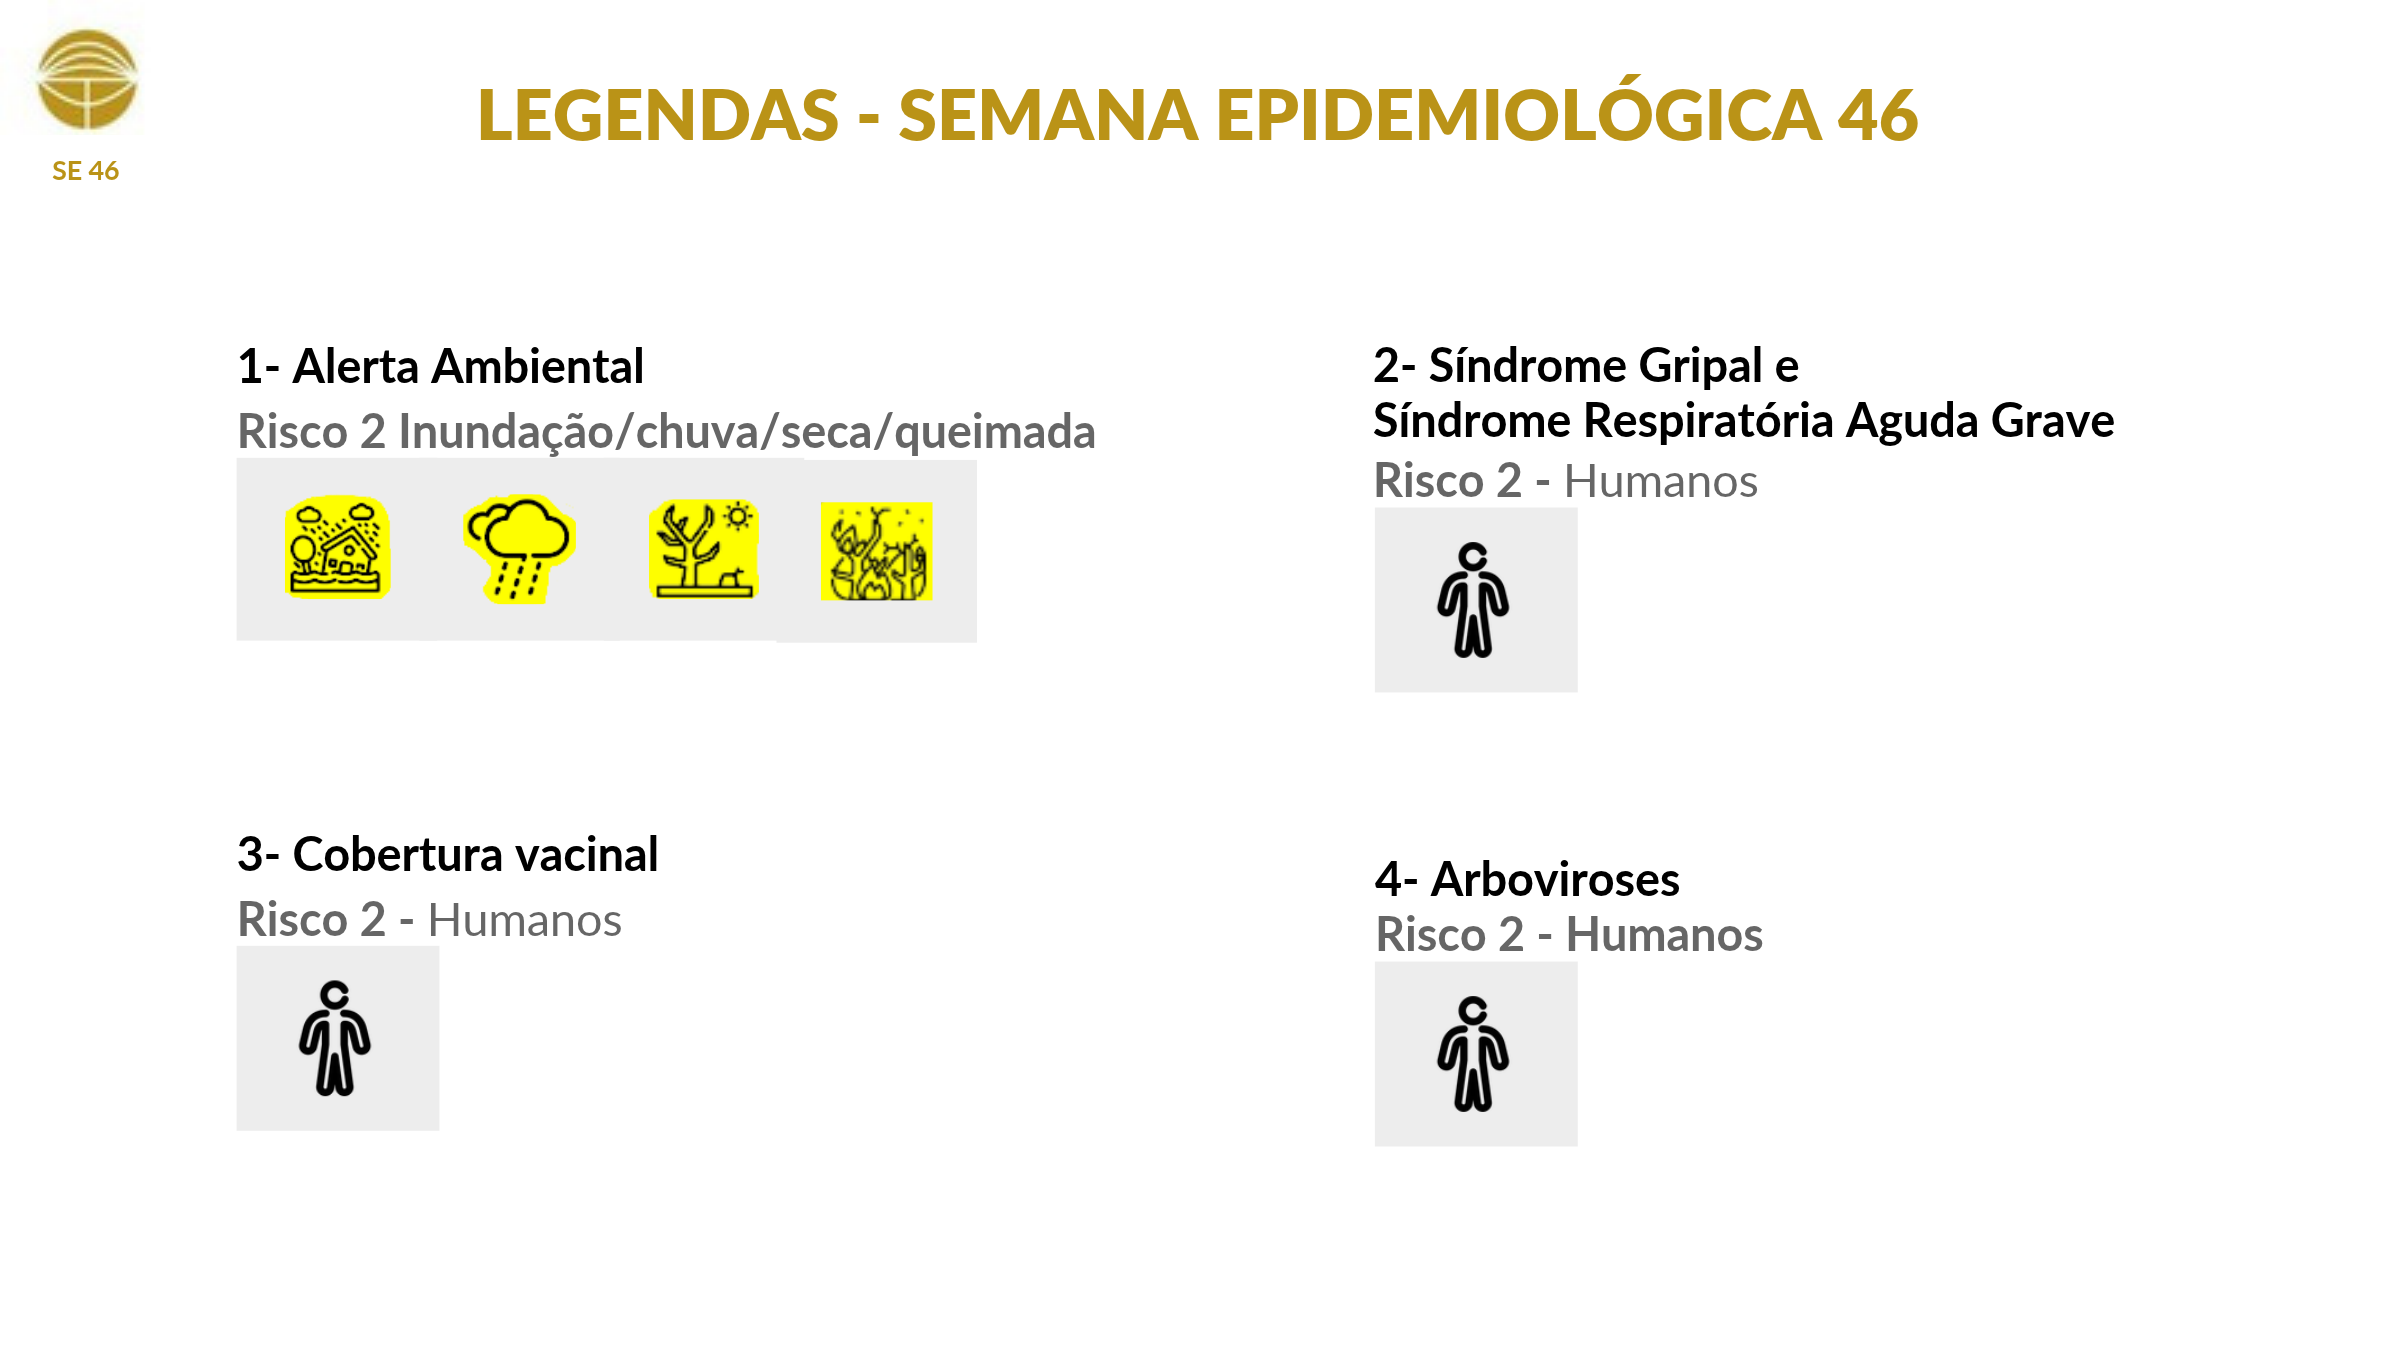 SE 46
LEGENDAS - SEMANA EPIDEMIOLÓGICA 46
1- Alerta Ambiental
Risco 2 Inundação/chuva/seca/queimada
2- Síndrome Gripal e
Síndrome Respiratória Aguda Grave
Risco 2 - Humanos
3- Cobertura vacinal
Risco 2 - Humanos
4- Arboviroses
Risco 2 - Humanos